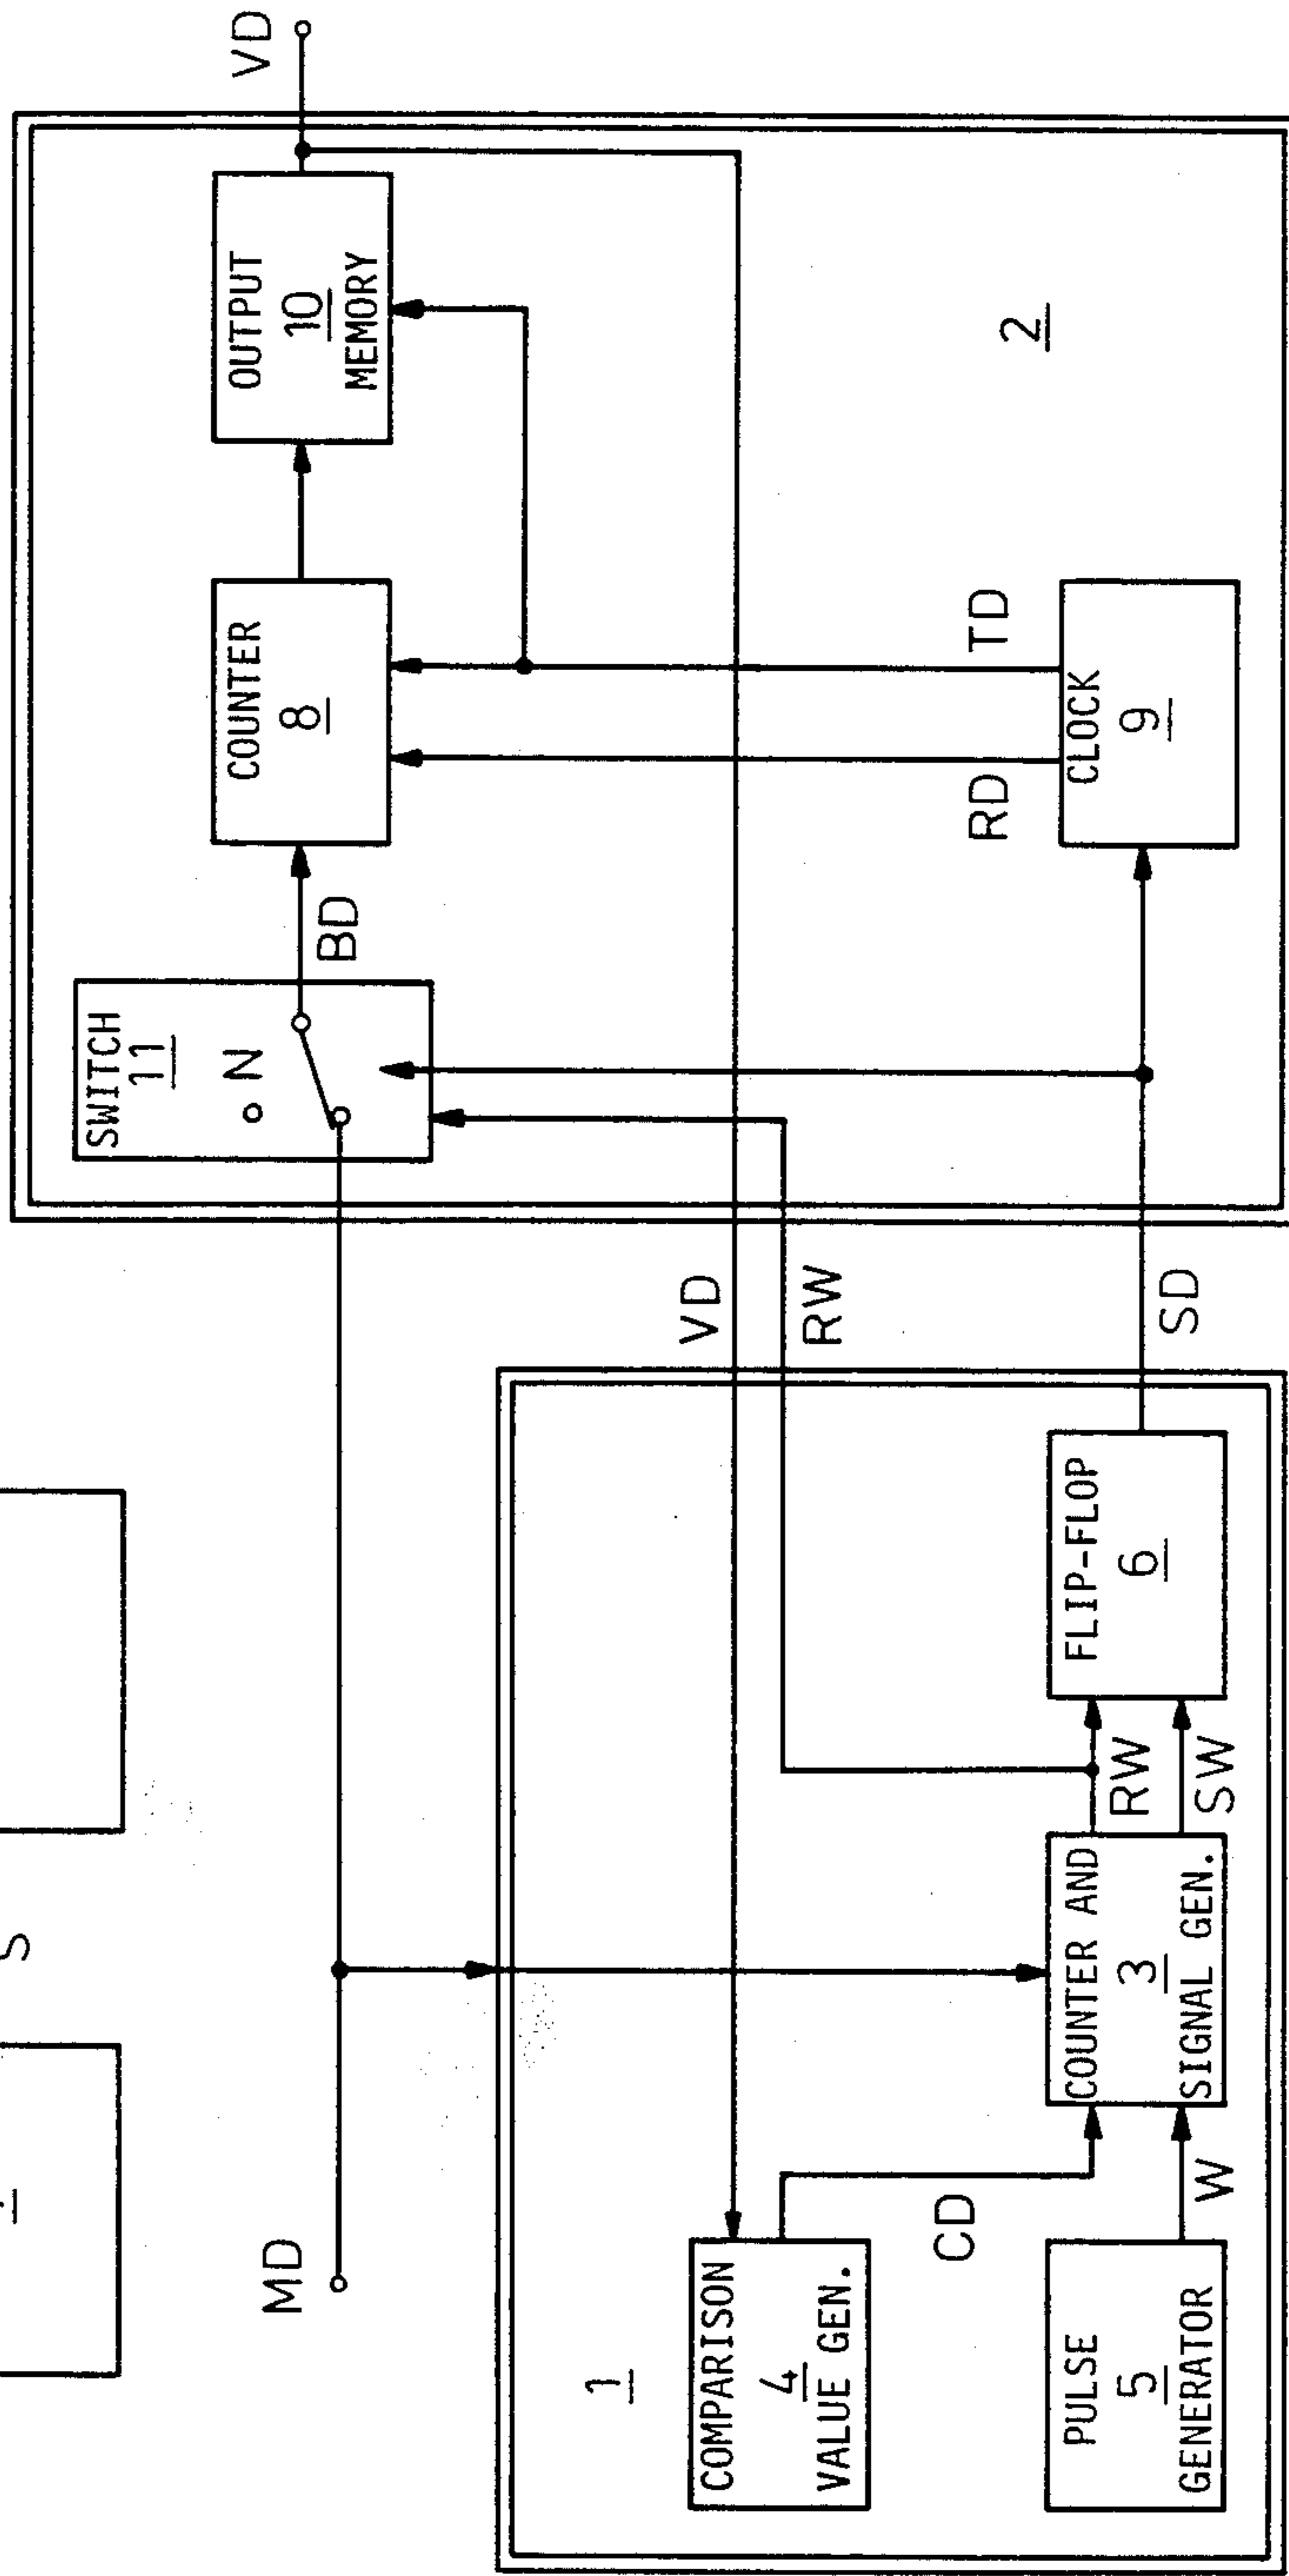 S
MD
VD
SWITCH
11
N
BD
COUNTER
8
OUTPUT
10
MEMORY
VD
RW
RD
TD
CLOCK
9
2
SD
1
COMPARISON
4
VALUE GEN.
CD
PULSE
5
GENERATOR
W
COUNTER AND
3
SIGNAL GEN.
RW
SW
FLIP-FLOP
6